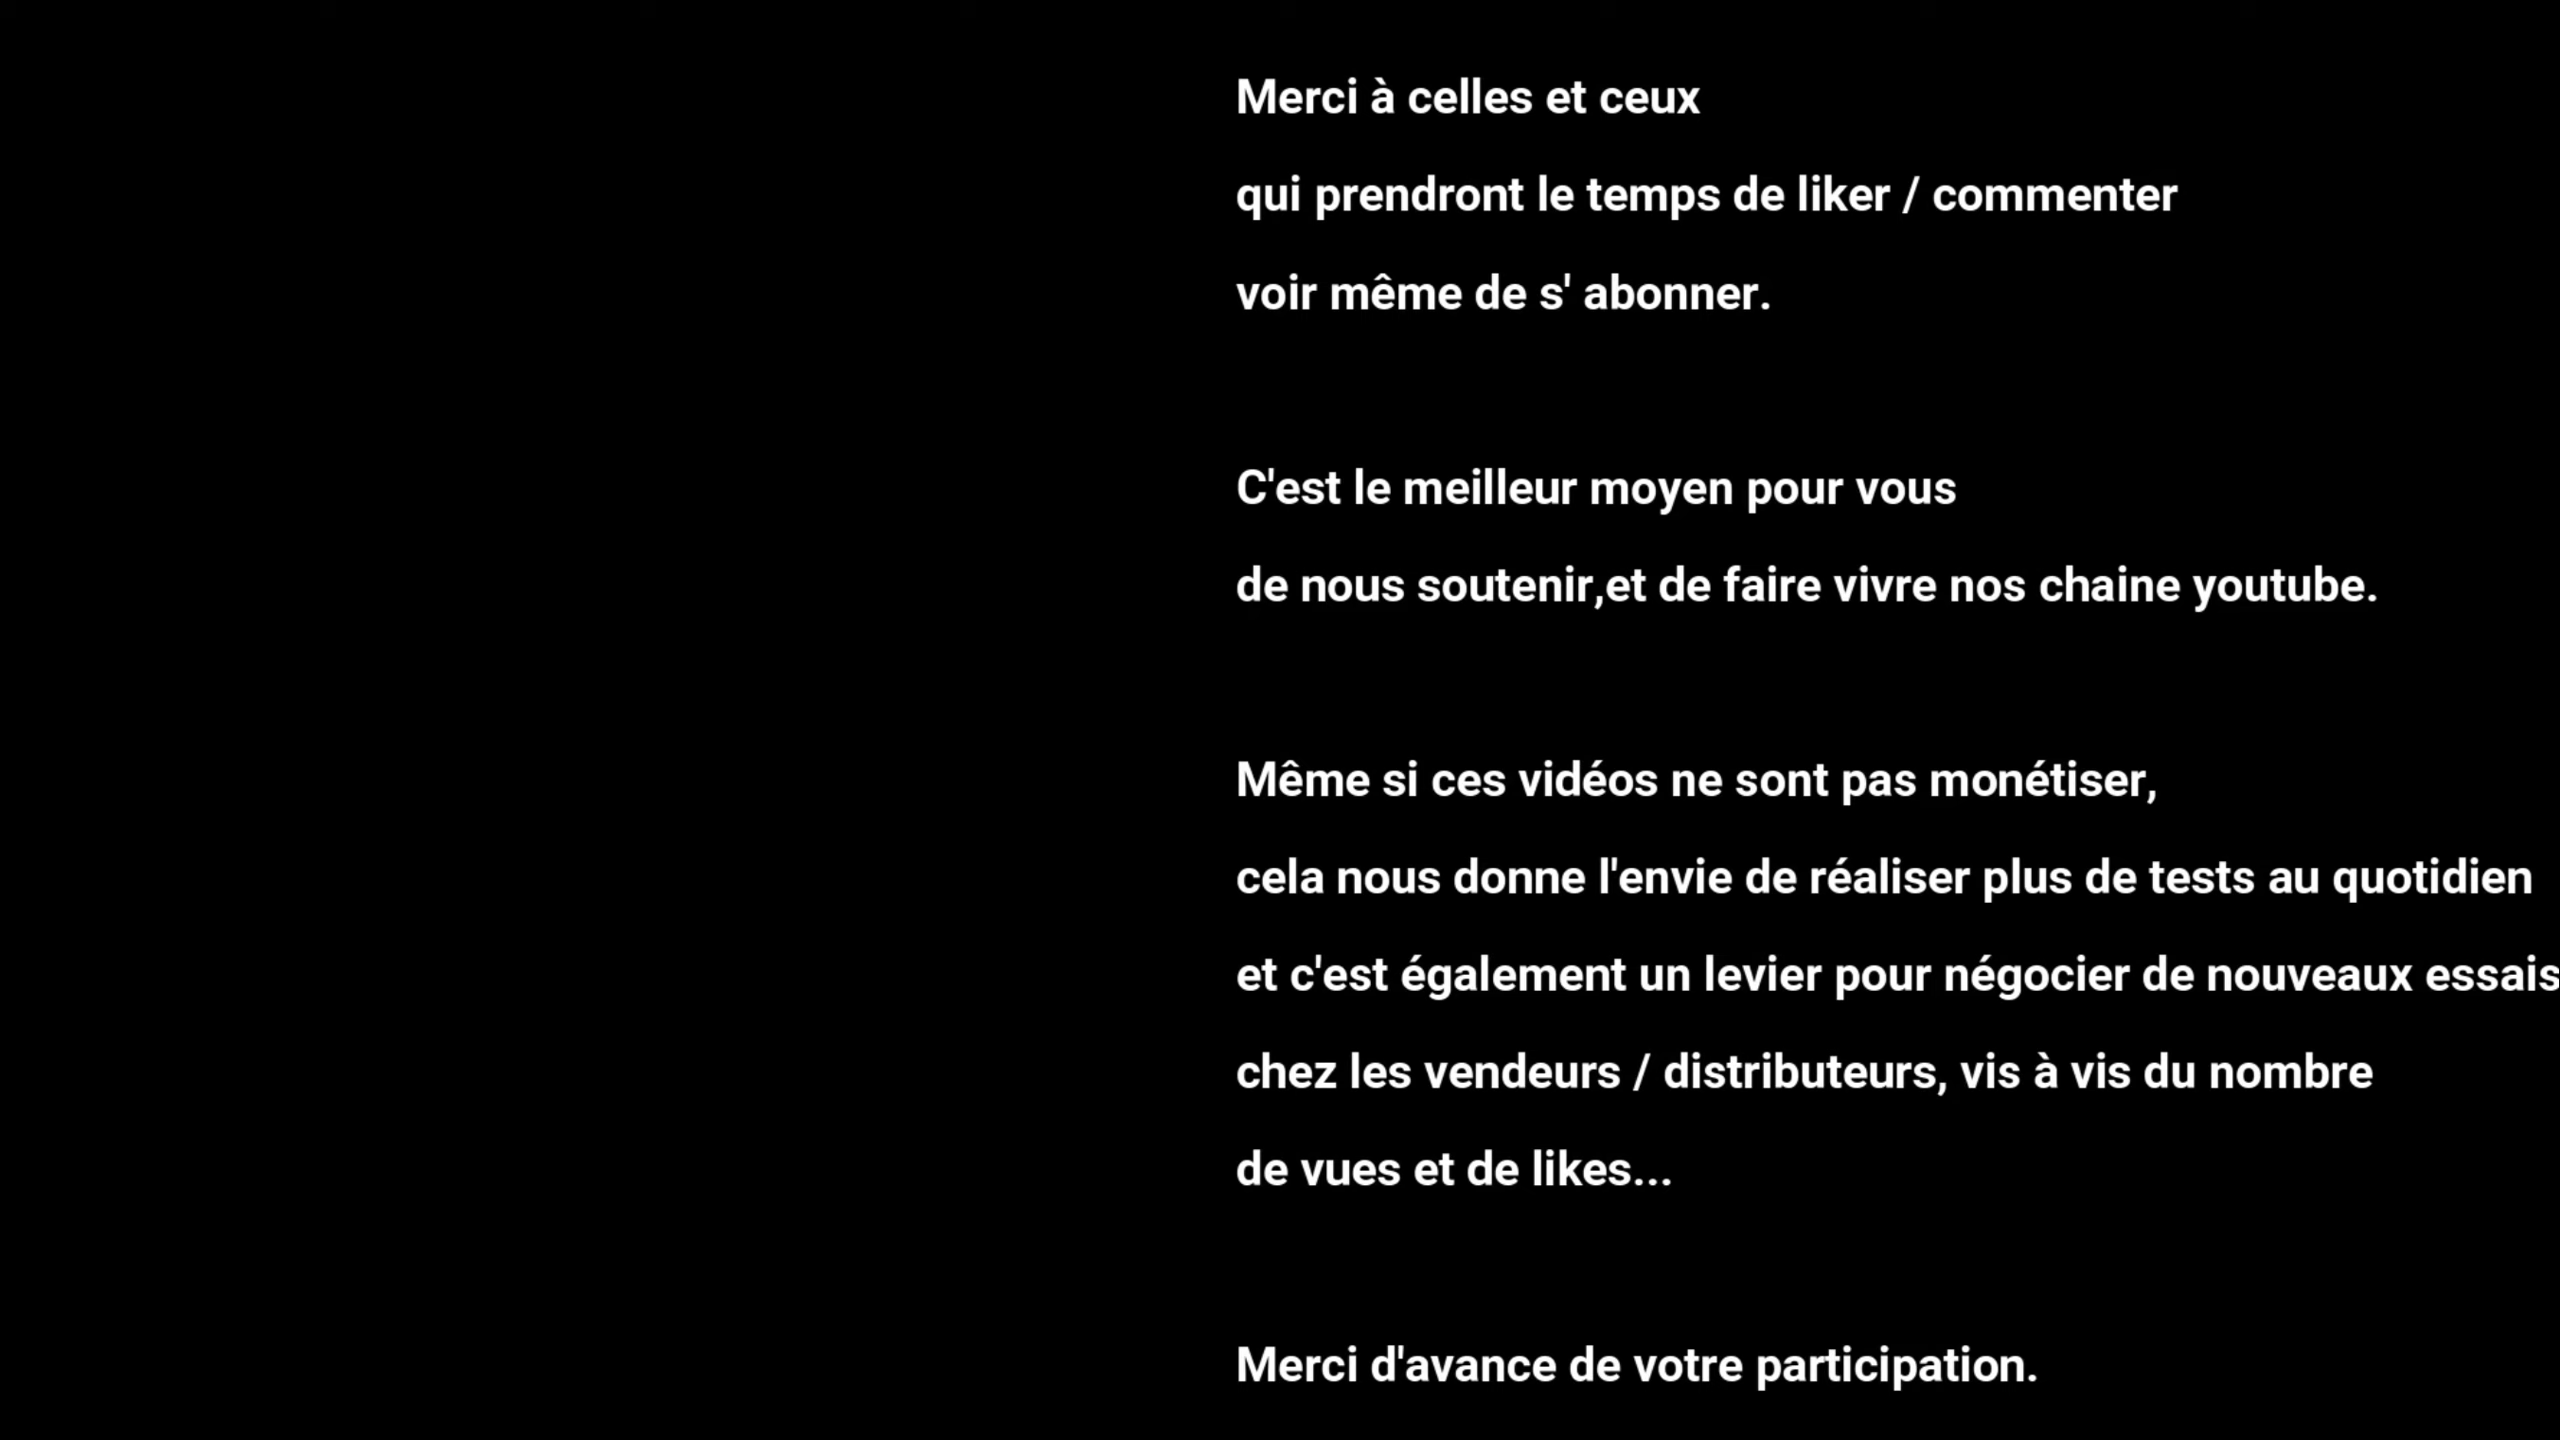 Merci à celles et ceux
qui prendront le temps de liker / commenter
voir même de s' abonner.
C'est le meilleur moyen pour vous
de nous soutenir,et de faire vivre nos chaine youtube.
Même si ces vidéos ne sont pas monétiser,
cela nous donne l'envie de réaliser plus de tests au quotidien
et c'est également un levier pour négocier de nouveaux essais
chez les vendeurs / distributeurs, vis à vis du nombre
de vues et de likes...
Merci d'avance de votre participation.